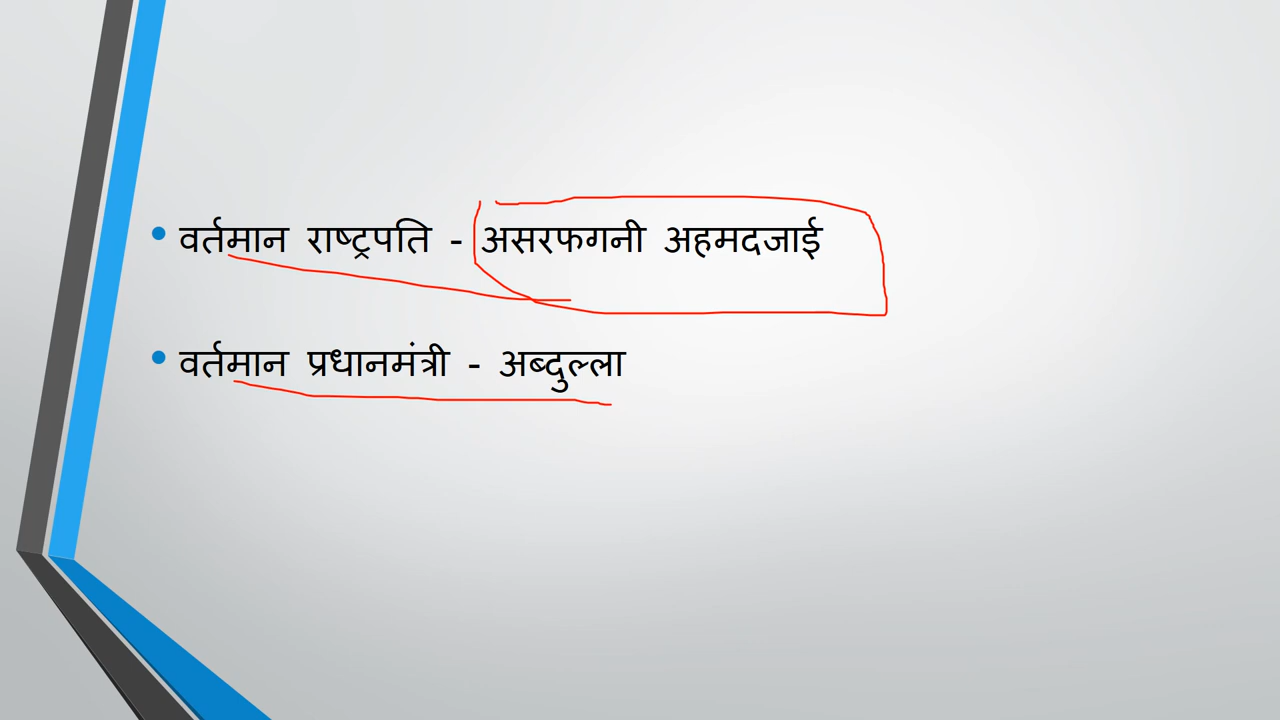 वर्तमान राष्ट्रपति - असरफगनी अहमदजाई
वर्तमान प्रधानमंत्री - अब्दुल्ला